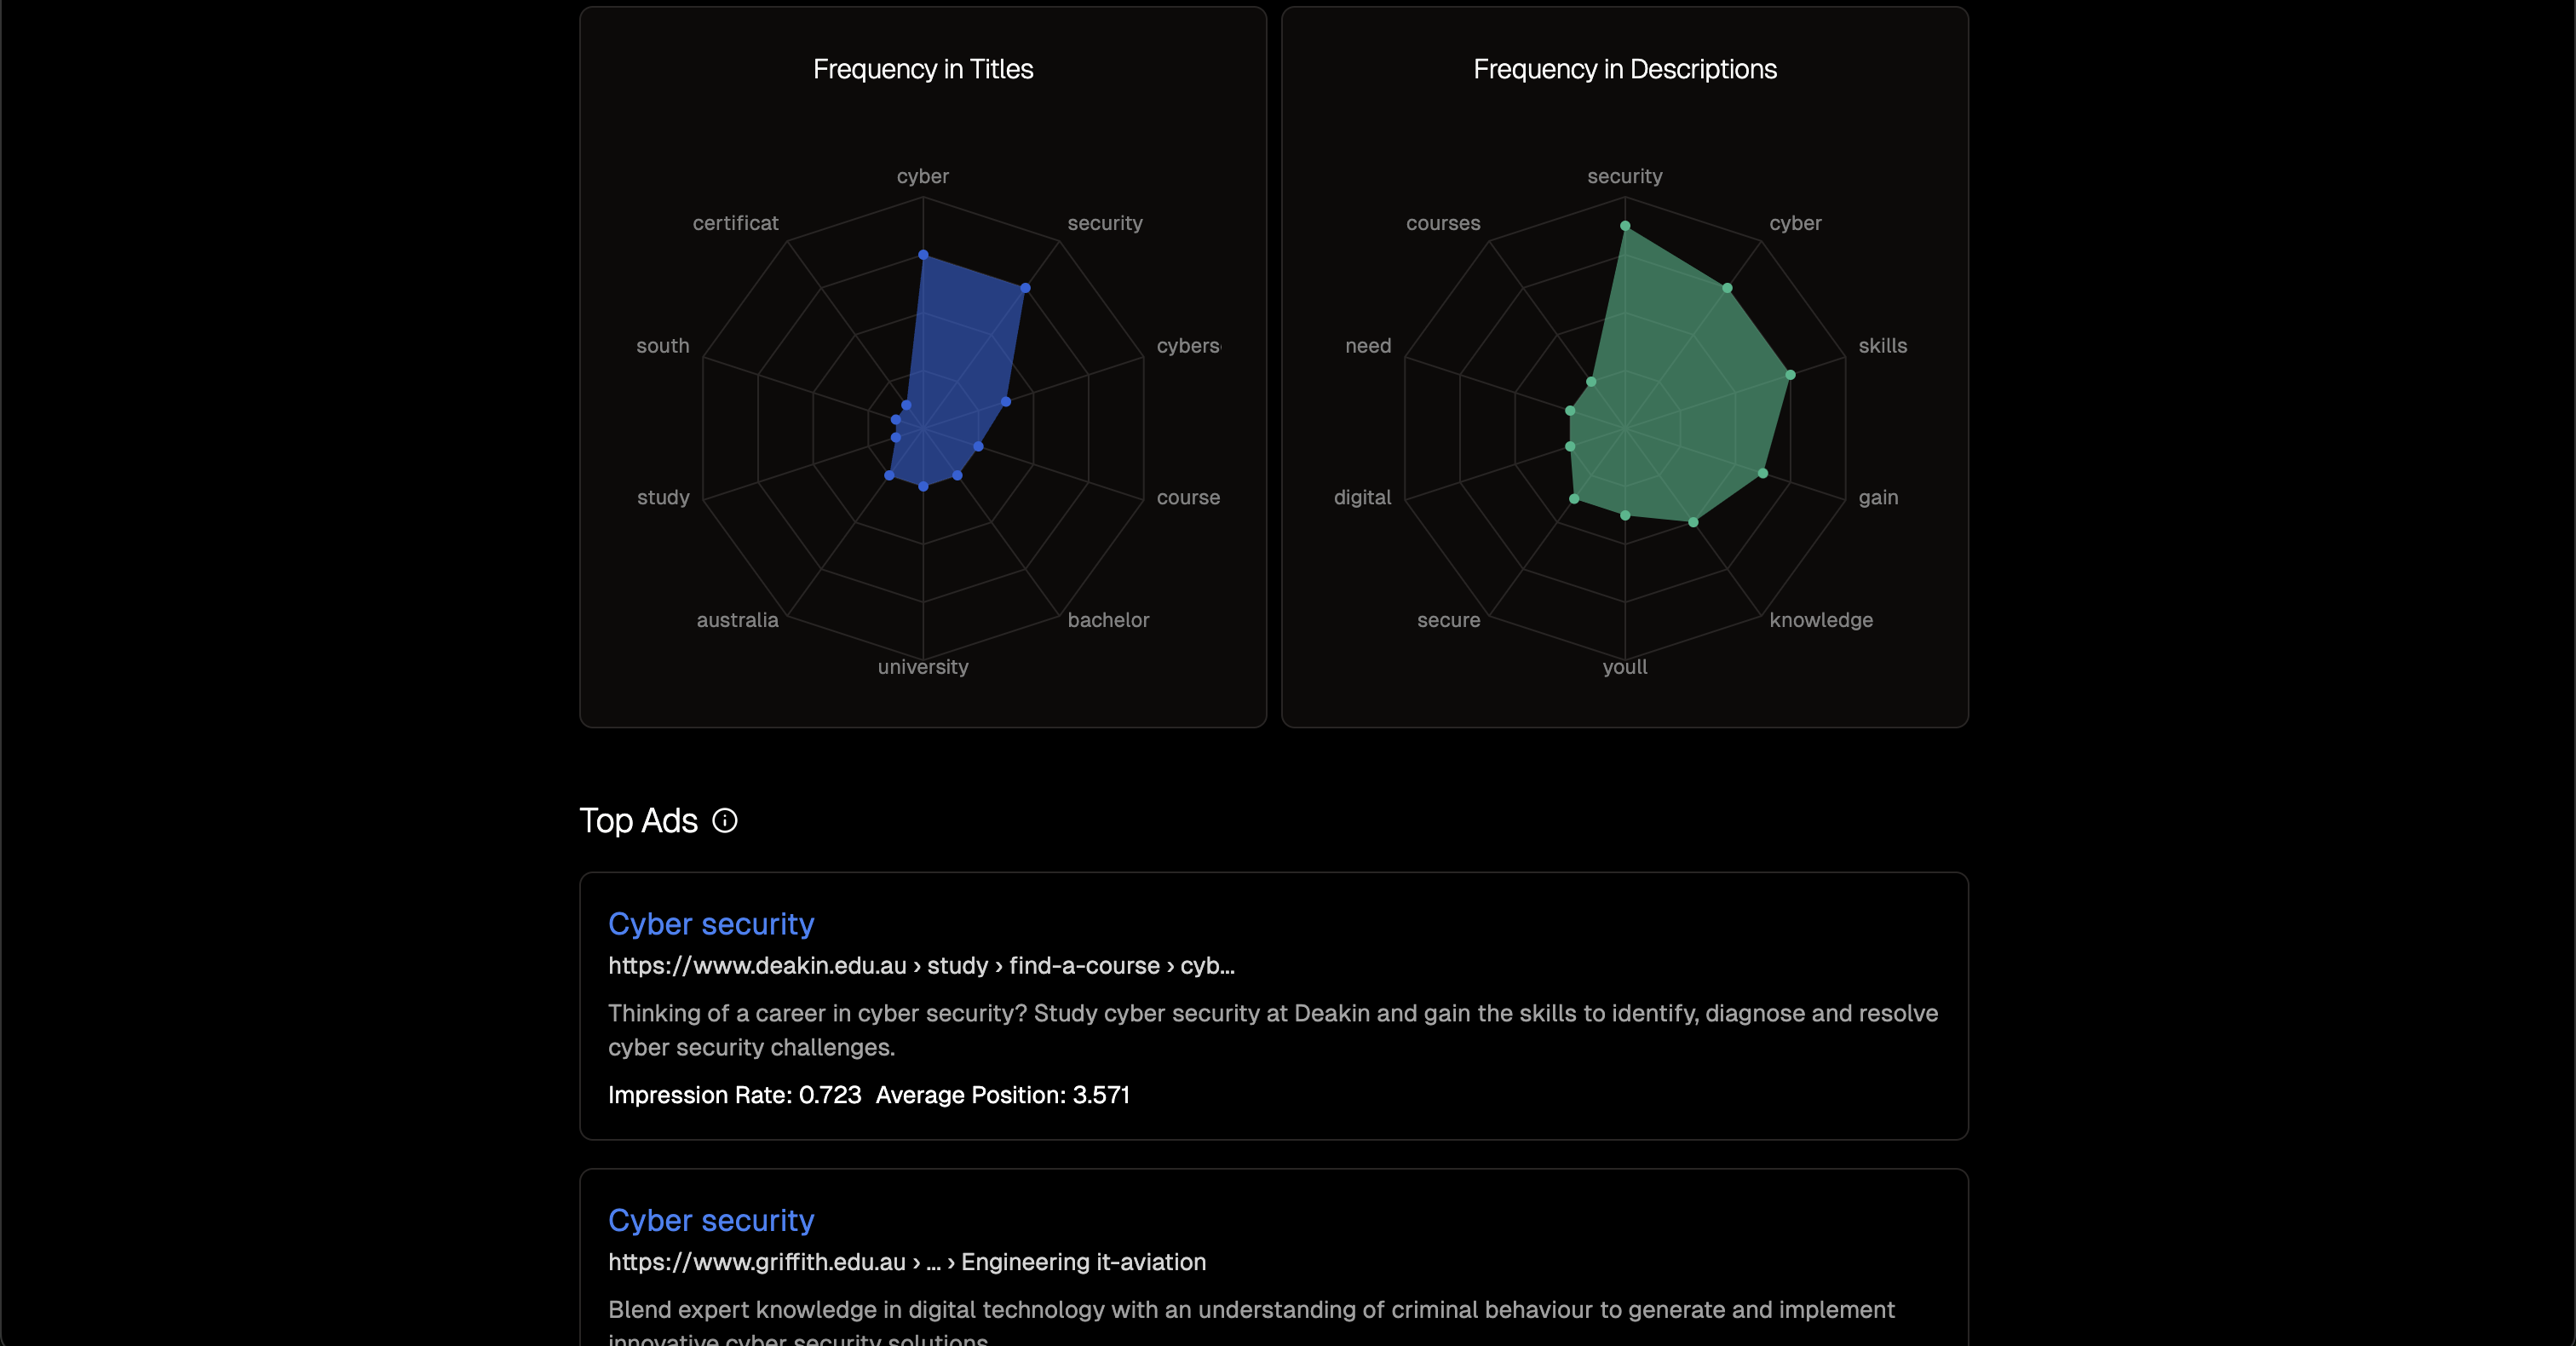 Frequency in Titles
cyber
security
certificat
cybers
south
course
study
bachelor
australia
university
Frequency in Descriptions
security
cyber
courses
skills
need
gain
digital
knowledge
secure
youll
Top Ads
Cyber security
https://www.deakin.edu.au › study › find-a-course › cyb...
Thinking of a career in cyber security? Study cyber security at Deakin and gain the skills to identify, diagnose and resolve
cyber security challenges.
Impression Rate: 0.723 Average Position: 3.571
Cyber security
https://www.griffith.edu.au › ... › Engineering it-aviation
Blend expert knowledge in digital technology with an understanding of criminal behaviour to generate and implement
innovative cyber security solutions